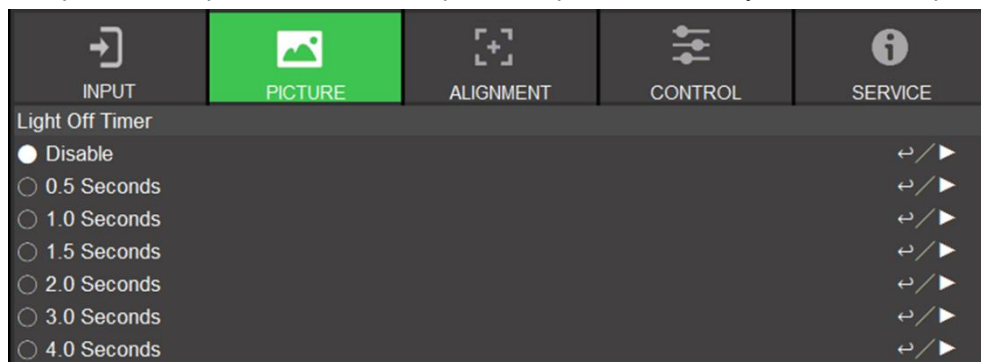 INPUT PICTURE ALIGNMENT CONTROL SERVICE
Light Off Timer
Disable
0.5 Seconds
1.0 Seconds
1.5 Seconds
2.0 Seconds
3.0 Seconds
4.0 Seconds